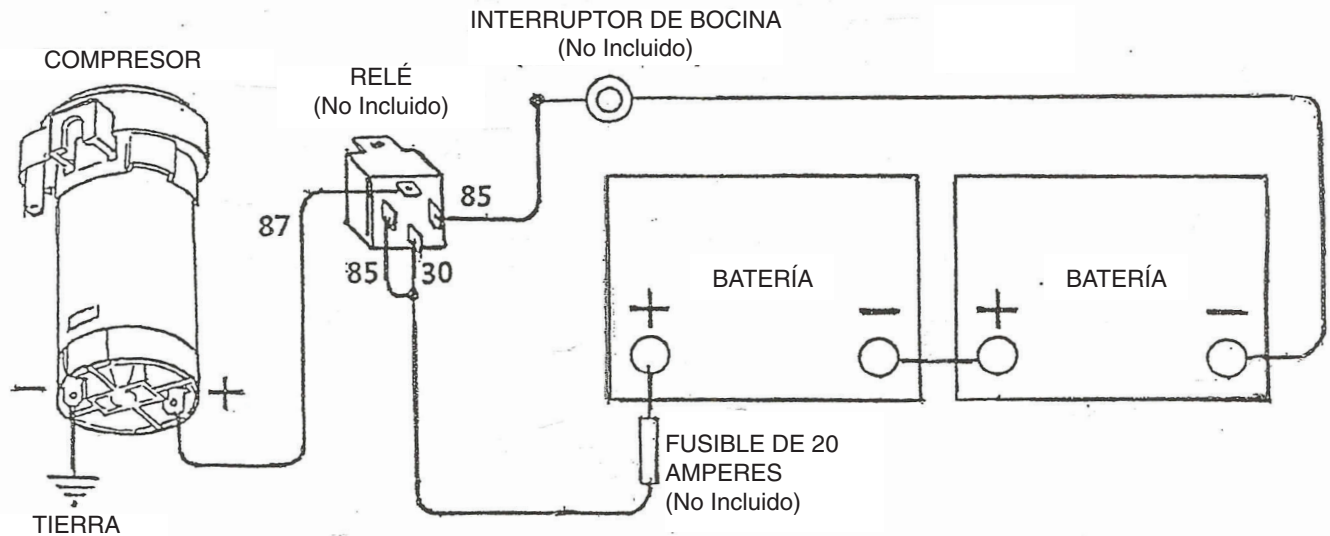 INTERRUPTOR DE BOCINA
(No Incluido)
COMPRESOR
RELÉ
(No Incluido)
85
87
85
30
BATERÍA
BATERÍA
+
−
+
−
−
+
FUSIBLE DE 20
AMPERES
(No Incluido)
TIERRA